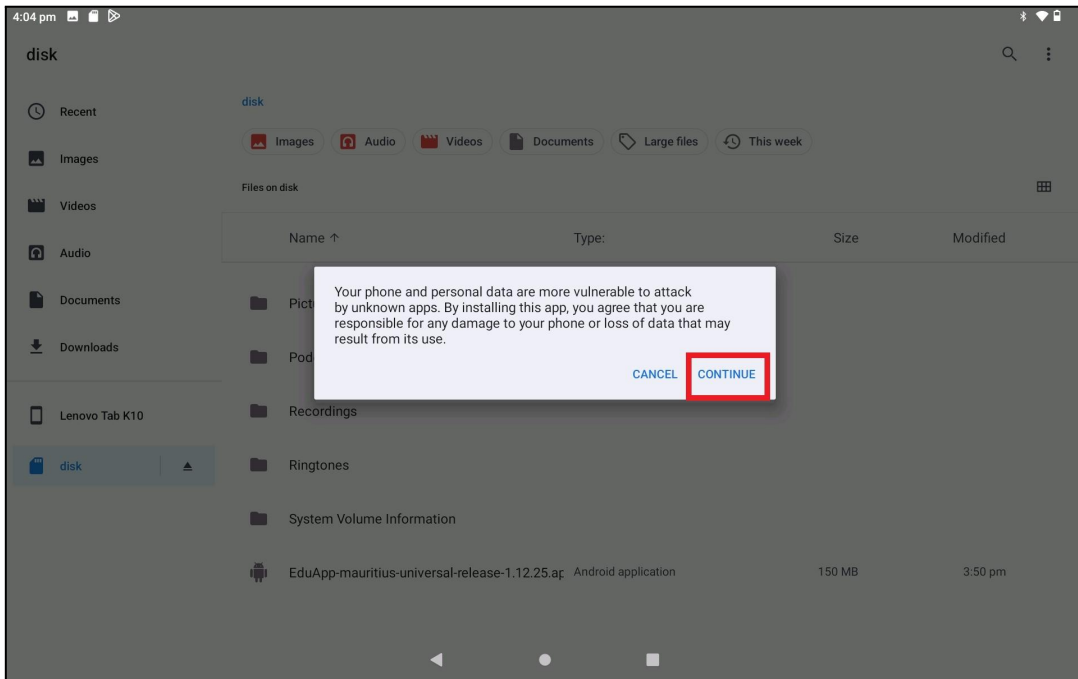 4:04 pm
disk
Recent
Images
Videos
Audio
Documents
Downloads
Lenovo Tab K10
disk
disk
Images Audio Videos Documents Large files This week
Files on disk
Name ↑ Type: Size Modified
Pict
Your phone and personal data are more vulnerable to attack
by unknown apps. By installing this app, you agree that you are
responsible for any damage to your phone or loss of data that may
result from its use.
CANCEL CONTINUE
Pod
Recordings
Ringtones
System Volume Information
EduApp-mauritius-universal-release-1.12.25.ap Android application 150 MB 3:50 pm